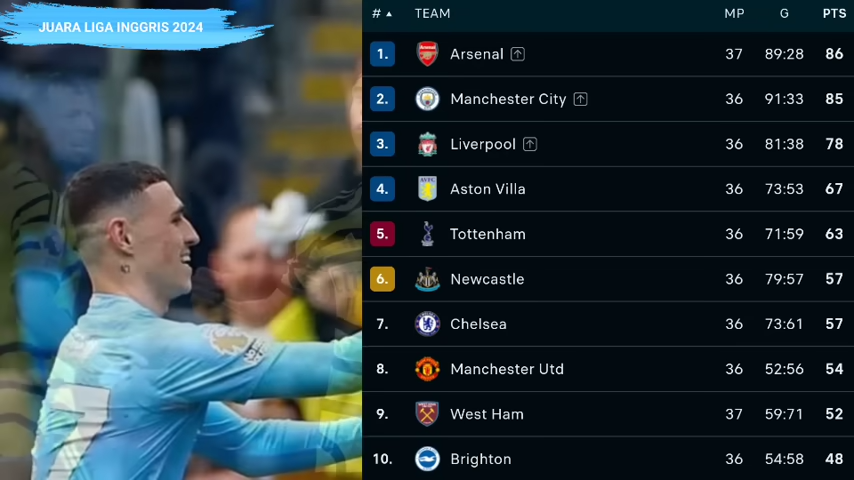 JUARA LIGA INGGRIS 2024
# TEAM MP G PTS
1. Arsenal 37 89:28 86
2. Manchester City 36 91:33 85
3. Liverpool 36 81:38 78
4. Aston Villa 36 73:53 67
5. Tottenham 36 71:59 63
6. Newcastle 36 79:57 57
7. Chelsea 36 73:61 57
8. Manchester Utd 36 52:56 54
9. West Ham 37 59:71 52
10. Brighton 36 54:58 48